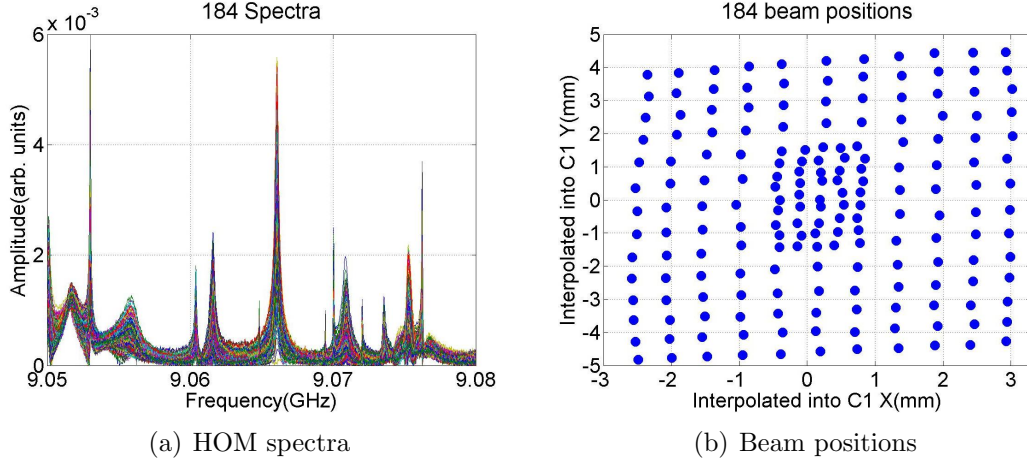 184 Spectra
x 10⁻³
6
4
2
0
Amplitude(arb. units)
9.05
9.06
9.07
9.08
Frequency(GHz)
(a) HOM spectra
184 beam positions
5
4
3
2
1
0
-1
-2
-3
-4
-5
Interpolated into C1 Y(mm)
-3
-2
-1
0
1
2
3
Interpolated into C1 X(mm)
(b) Beam positions